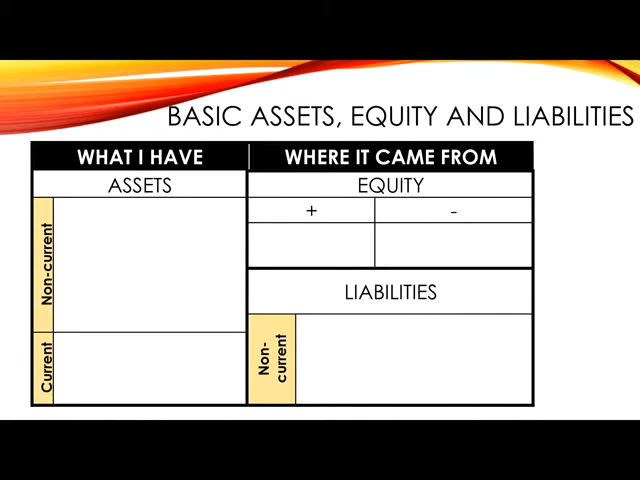 BASIC ASSETS, EQUITY AND LIABILITIES
WHAT I HAVE
WHERE IT CAME FROM
ASSETS
EQUITY
+
-
Non-current
LIABILITIES
Current
Non-
current